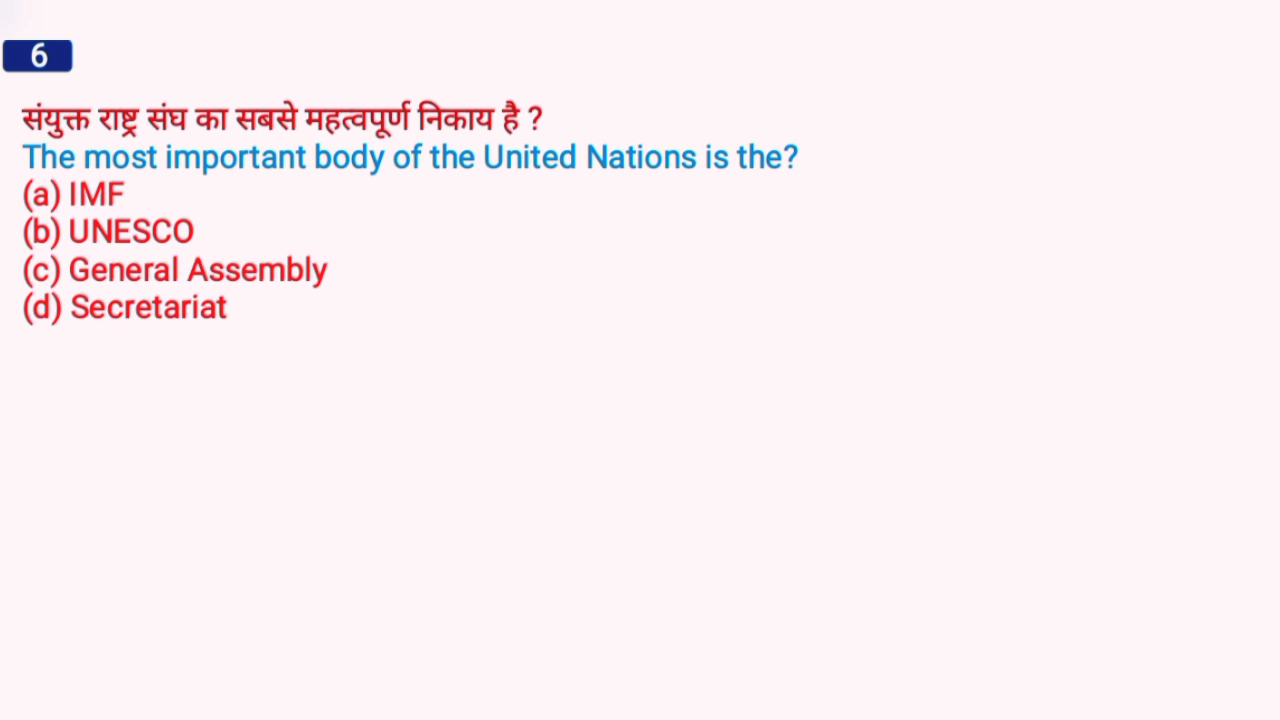 6
संयुक्त राष्ट्र संघ का सबसे महत्वपूर्ण निकाय है ?
The most important body of the United Nations is the?
(a) IMF
(b) UNESCO
(c) General Assembly
(d) Secretariat